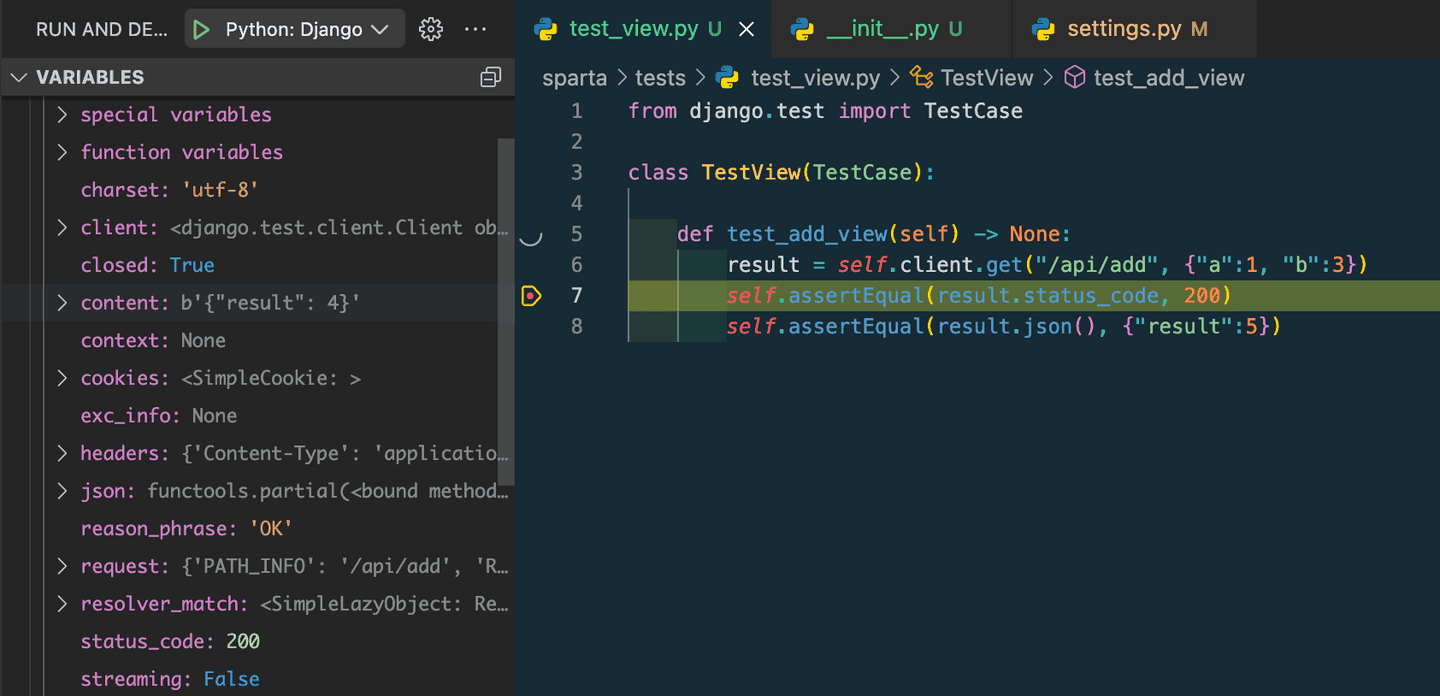 RUN AND DE... Python: Django ...
VARIABLES
special variables
function variables
charset: 'utf-8'
client: <django.test.client.Client ob...
closed: True
content: b'{"result": 4}'
context: None
cookies: <SimpleCookie: >
exc_info: None
headers: {'Content-Type': 'applicatio...
json: functools.partial(<bound method...
reason_phrase: 'OK'
request: {'PATH_INFO': '/api/add', 'R...
resolver_match: <SimpleLazyObject: Re...
status_code: 200
streaming: False
test_view.py U × __init__.py U settings.py M
sparta > tests > test_view.py > TestView > test_add_view
1 from django.test import TestCase
2
3 class TestView(TestCase):
4
5 def test_add_view(self) -> None:
6 result = self.client.get("/api/add", {"a":1, "b":3})
7 self.assertEqual(result.status_code, 200)
8 self.assertEqual(result.json(), {"result":5})